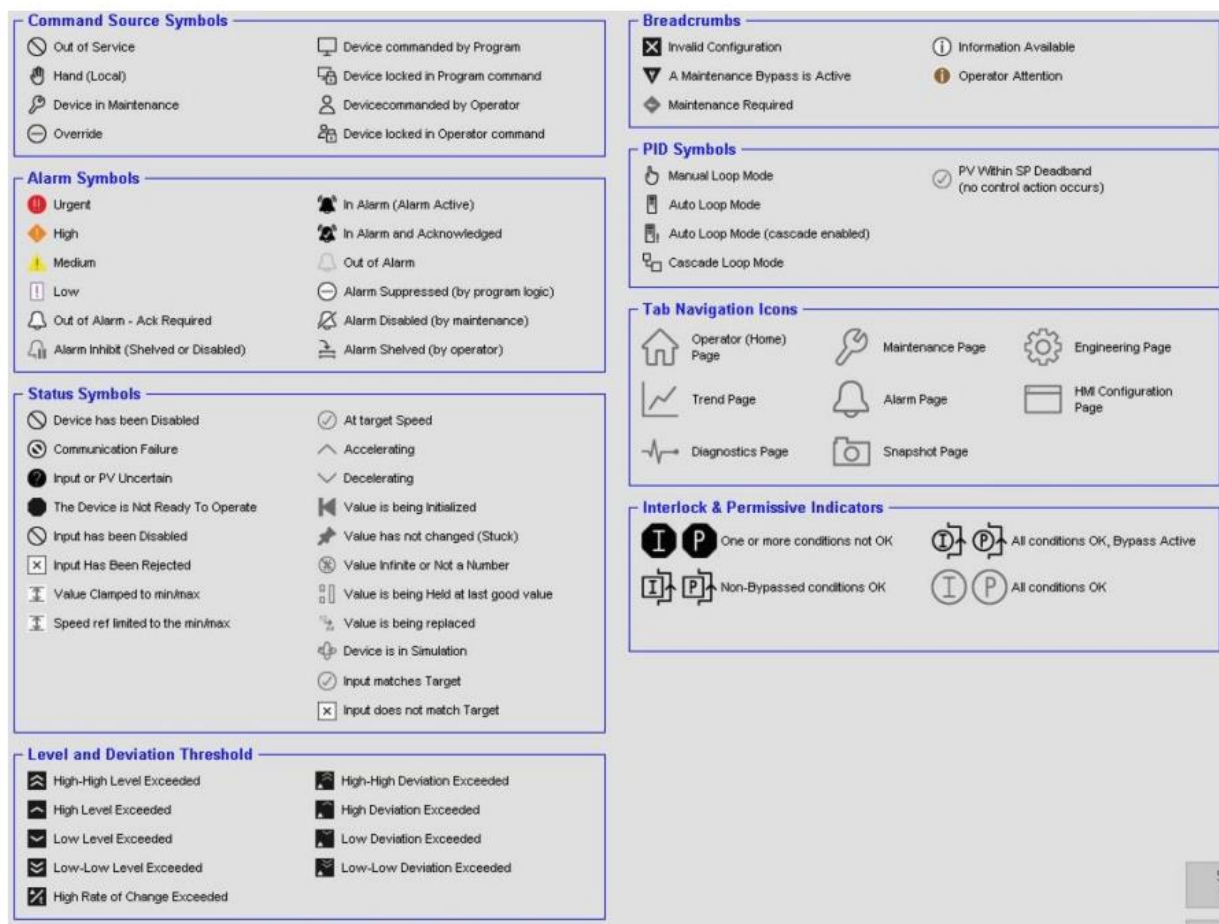 Command Source Symbols
Out of Service
Hand (Local)
Device in Maintenance
Override
Device commanded by Program
Device locked in Program command
Devicecommanded by Operator
Device locked in Operator command
Alarm Symbols
Urgent
High
Medium
Low
Out of Alarm - Ack Required
Alarm Inhibit (Shelved or Disabled)
In Alarm (Alarm Active)
In Alarm and Acknowledged
Out of Alarm
Alarm Suppressed (by program logic)
Alarm Disabled (by maintenance)
Alarm Shelved (by operator)
Status Symbols
Device has been Disabled
Communication Failure
Input or PV Uncertain
The Device is Not Ready To Operate
Input has been Disabled
Input Has Been Rejected
Value Clamped to min/max
Speed ref limited to the min/max
At target Speed
Accelerating
Decelerating
Value is being Initialized
Value has not changed (Stuck)
Value Infinite or Not a Number
Value is being Held at last good value
Value is being replaced
Device is in Simulation
Input matches Target
Input does not match Target
Level and Deviation Threshold
High-High Level Exceeded
High Level Exceeded
Low Level Exceeded
Low-Low Level Exceeded
High Rate of Change Exceeded
High-High Deviation Exceeded
High Deviation Exceeded
Low Deviation Exceeded
Low-Low Deviation Exceeded
Breadcrumbs
Invalid Configuration
A Maintenance Bypass is Active
Maintenance Required
Information Available
Operator Attention
PID Symbols
Manual Loop Mode
Auto Loop Mode
Auto Loop Mode (cascade enabled)
Cascade Loop Mode
PV Within SP Deadband
(no control action occurs)
Tab Navigation Icons
Operator (Home)
Page
Maintenance Page
Engineering Page
Trend Page
Alarm Page
HMI Configuration
Page
Diagnostics Page
Snapshot Page
Interlock & Permissive Indicators
I P One or more conditions not OK
I P All conditions OK, Bypass Active
I P Non-Bypassed conditions OK
I P All conditions OK